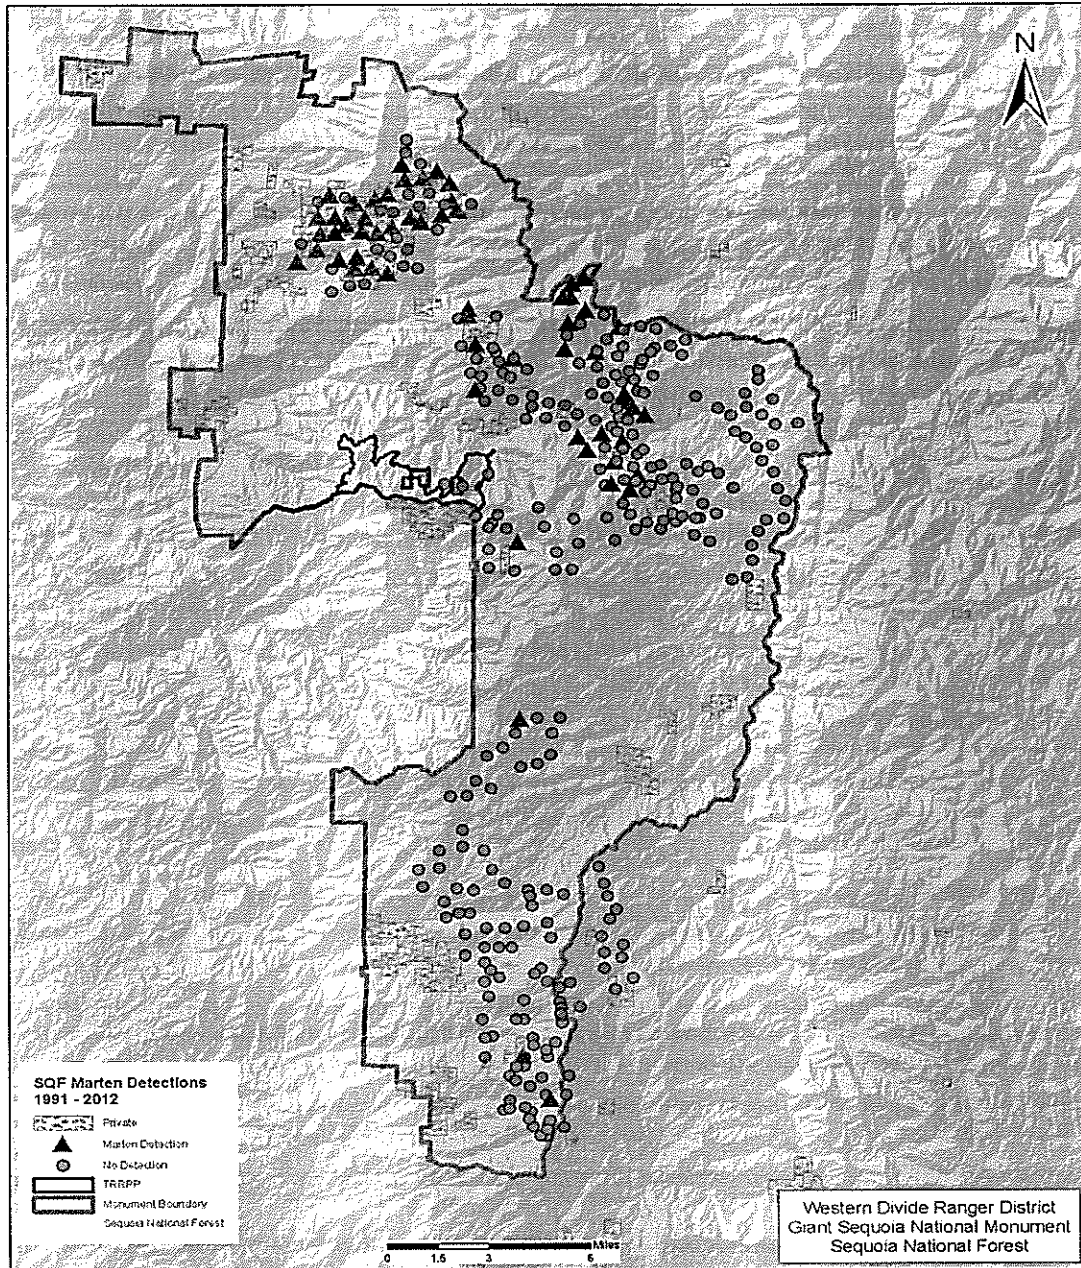 N
SQF Marten Detections
1991 - 2012
Private
Marten Detection
No Detection
TRRPP
Monument Boundary
Sequoia National Forest
Miles
0 1.5 3 6
Western Divide Ranger District
Giant Sequoia National Monument
Sequoia National Forest